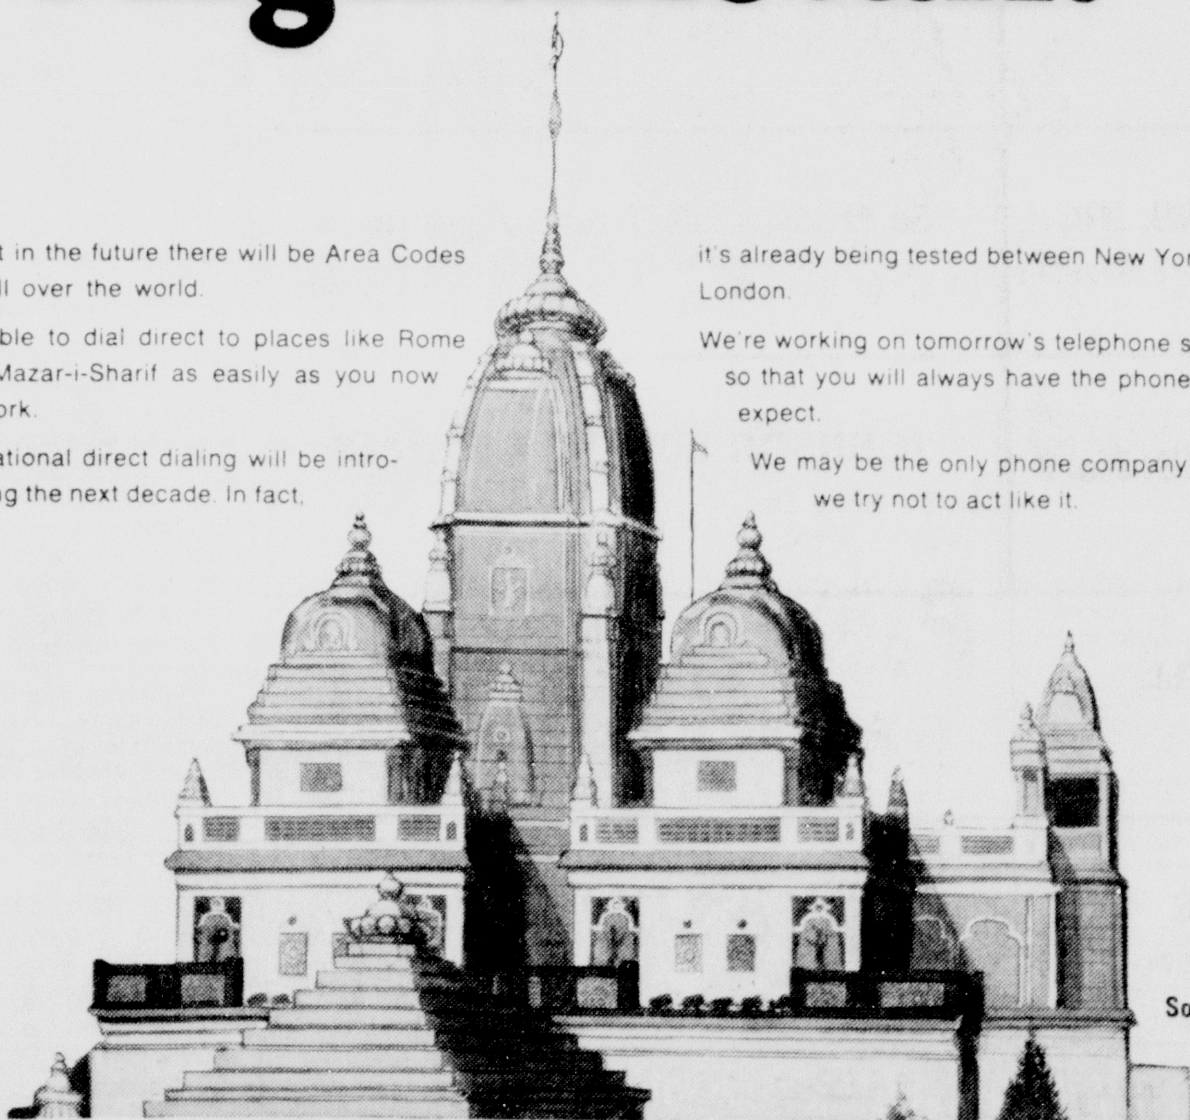 t in the future there will be Area Codes
ll over the world.
ble to dial direct to places like Rome
Mazar-i-Sharif as easily as you now
ork.
ational direct dialing will be intro-
g the next decade. In fact,
it's already being tested between New Yor
London.
We're working on tomorrow's telephone s
so that you will always have the phone
expect.
We may be the only phone company
we try not to act like it.
So